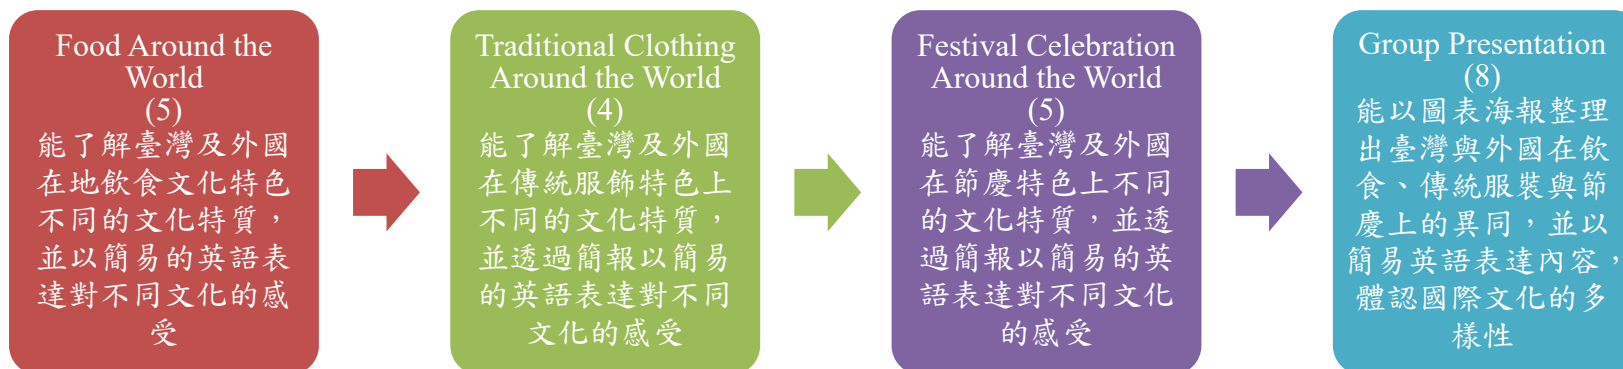 Food Around the
World
(5)
能了解臺灣及外國
在地飲食文化特色
不同的文化特質，
並以簡易的英語表
達對不同文化的感
受
Traditional Clothing
Around the World
(4)
能了解臺灣及外國
在傳統服飾特色上
不同的文化特質，
並透過簡報以簡易
的英語表達對不同
文化的感受
Festival Celebration
Around the World
(5)
能了解臺灣及外國
在節慶特色上不同
的文化特質，並透
過簡報以簡易的英
語表達對不同文化
的感受
Group Presentation
(8)
能以圖表海報整理
出臺灣與外國在飲
食、傳統服裝與節
慶上的異同，並以
簡易英語表達內容，
體認國際文化的多
樣性